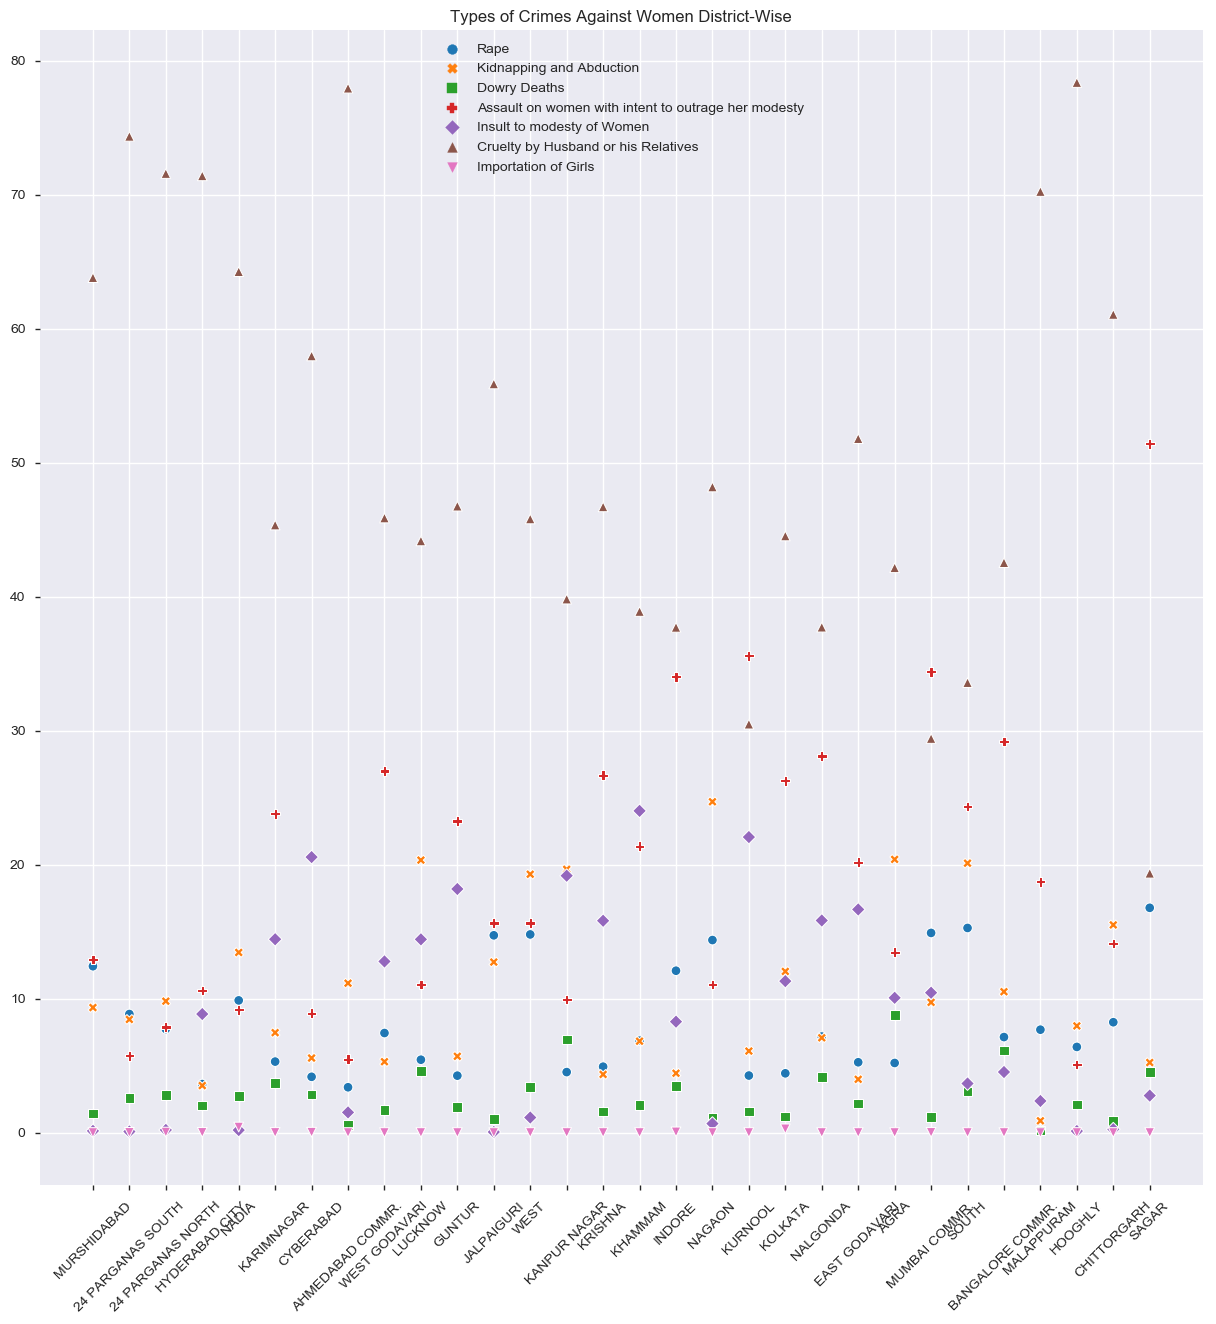 Types of Crimes Against Women District-Wise
Rape
Kidnapping and Abduction
Dowry Deaths
Assault on women with intent to outrage her modesty
Insult to modesty of Women
Cruelty by Husband or his Relatives
Importation of Girls
80
70
60
50
40
30
20
10
0
MURSHIDABAD
24 PARGANAS SOUTH
24 PARGANAS NORTH
HYDERABAD CITY
NADIA
KARIMNAGAR
CYBERABAD
AHMEDABAD COMMR.
WEST GODAVARI
LUCKNOW
GUNTUR
JALPAIGURI
WEST
KANPUR NAGAR
KRISHNA
KHAMMAM
INDORE
NAGAON
KURNOOL
KOLKATA
NALGONDA
EAST GODAVARI
AGRA
MUMBAI COMMR.
SOUTH
BANGALORE COMMR.
MALAPPURAM
HOOGHLY
CHITTORGARH
SAGAR